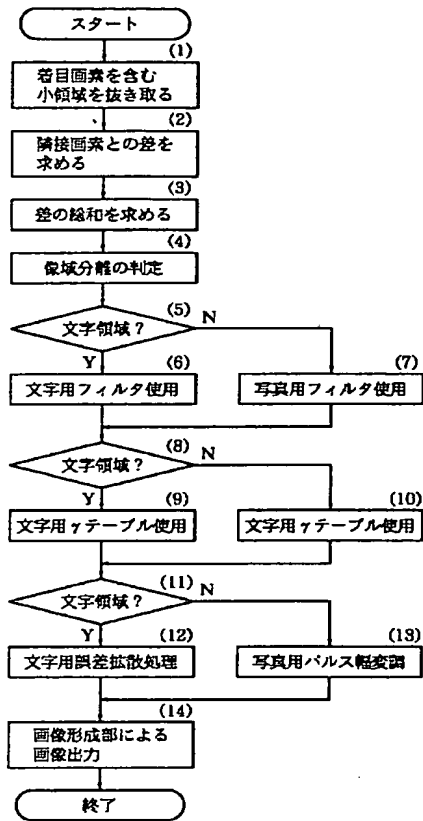 スタート
(1)
着目画素を含む
小領域を抜き取る
(2)
隣接画素との差を
求める
(3)
差の総和を求める
(4)
像域分離の判定
(5)
文字領域?
N
Y
(6)
文字用フィルタ使用
(7)
写真用フィルタ使用
(8)
文字領域?
N
Y
(9)
文字用γテーブル使用
(10)
文字用γテーブル使用
(11)
文字領域?
N
Y
(12)
文字用誤差拡散処理
(13)
写真用パルス幅変調
(14)
画像形成部による
画像出力
終了